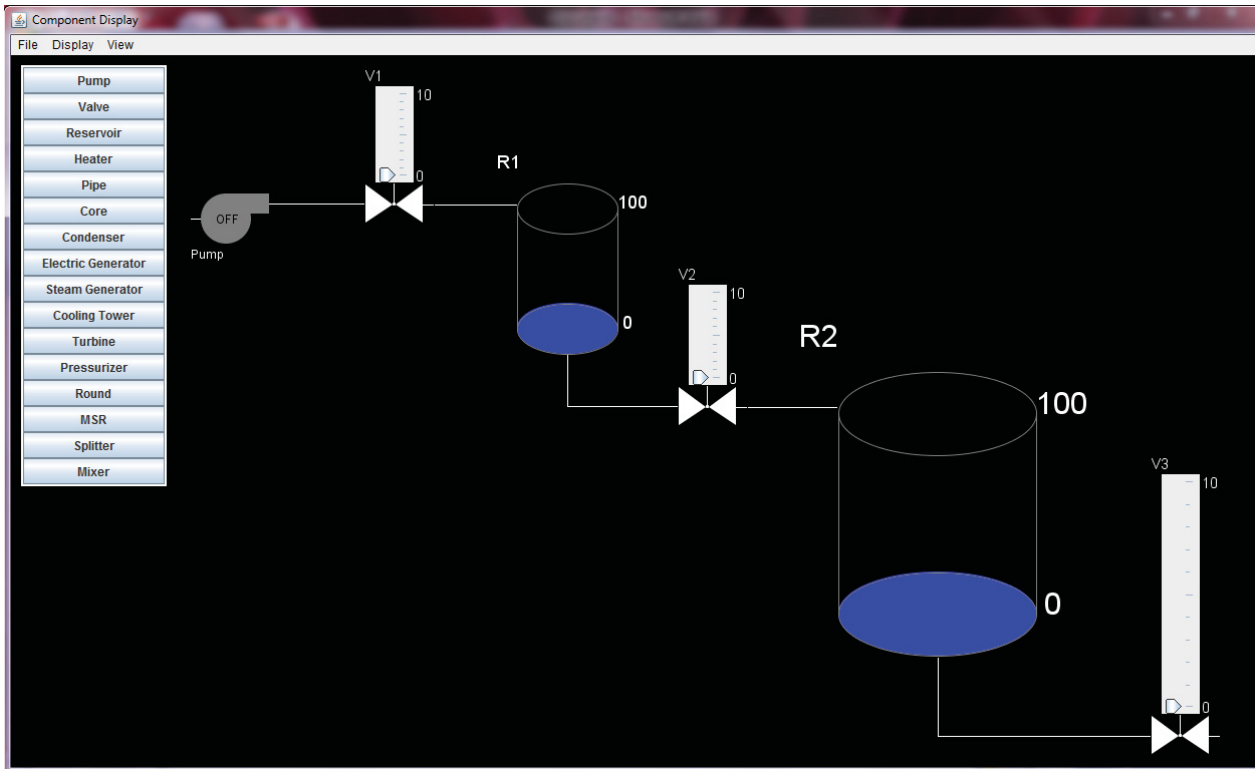 Component Display
File Display View
Pump
Valve
Reservoir
Heater
Pipe
Core
Condenser
Electric Generator
Steam Generator
Cooling Tower
Turbine
Pressurizer
Round
MSR
Splitter
Mixer
V1
10
0
OFF
Pump
R1
100
0
V2
10
0
R2
100
0
V3
10
0